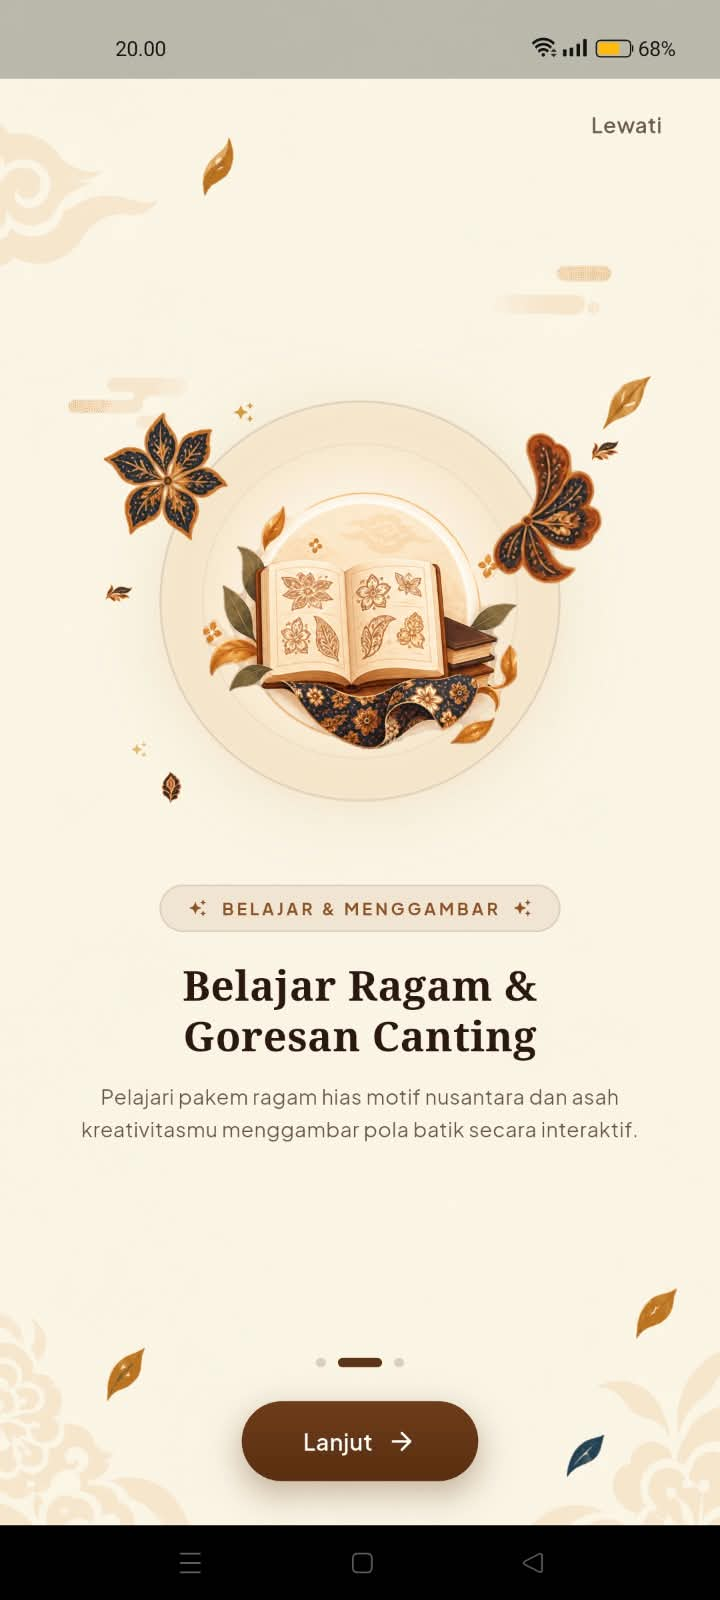 20.00
68%
Lewati
BELAJAR & MENGGAMBAR
Belajar Ragam &
Goresan Canting
Pelajari pakem ragam hias motif nusantara dan asah
kreativitasmu menggambar pola batik secara interaktif.
Lanjut